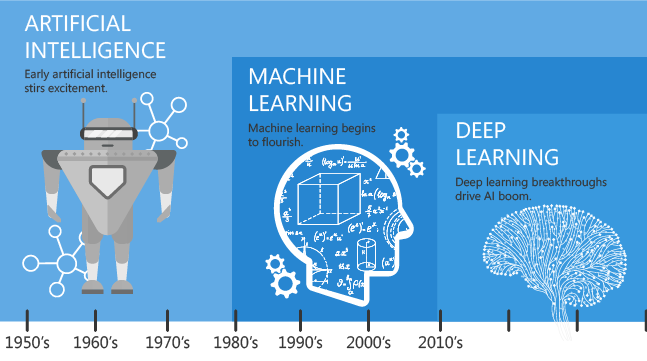 ARTIFICIAL
INTELLIGENCE
Early artificial intelligence
stirs excitement.
MACHINE
LEARNING
Machine learning begins
to flourish.
DEEP
LEARNING
Deep learning breakthroughs
drive AI boom.
1950's 1960's 1970's 1980's 1990's 2000's 2010's